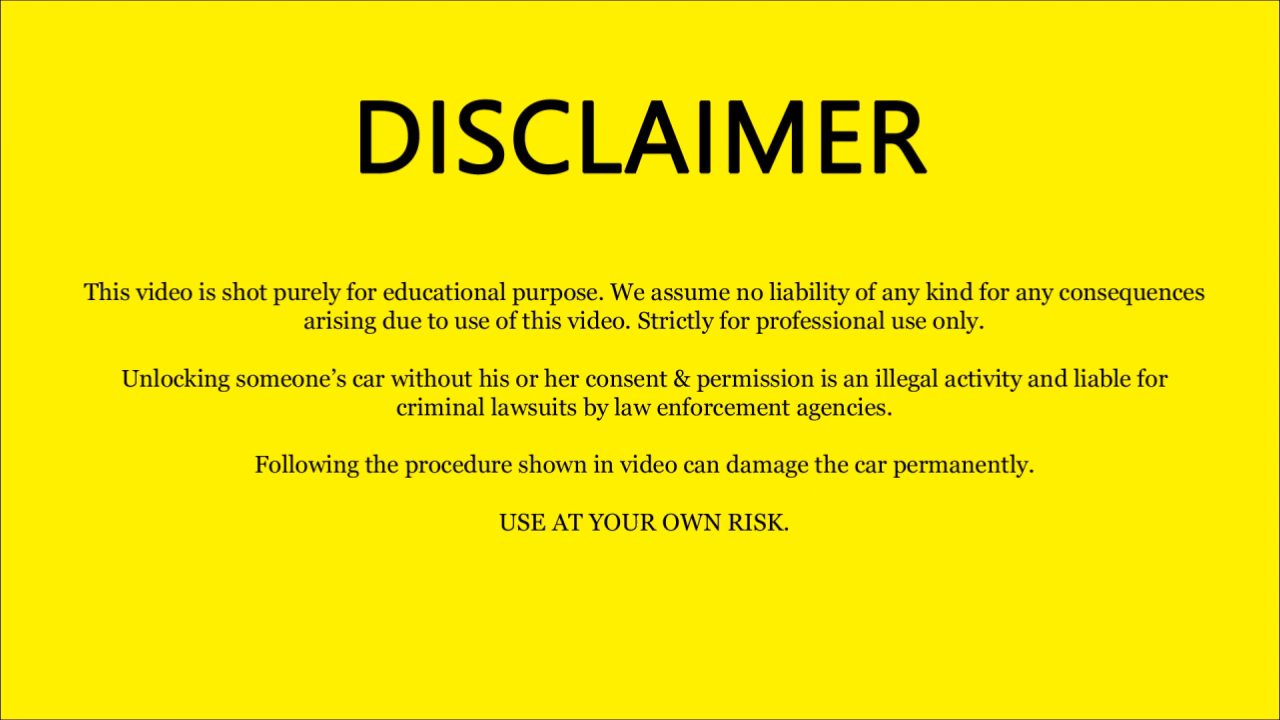 DISCLAIMER
This video is shot purely for educational purpose. We assume no liability of any kind for any consequences
arising due to use of this video. Strictly for professional use only.
Unlocking someone’s car without his or her consent & permission is an illegal activity and liable for
criminal lawsuits by law enforcement agencies.
Following the procedure shown in video can damage the car permanently.
USE AT YOUR OWN RISK.